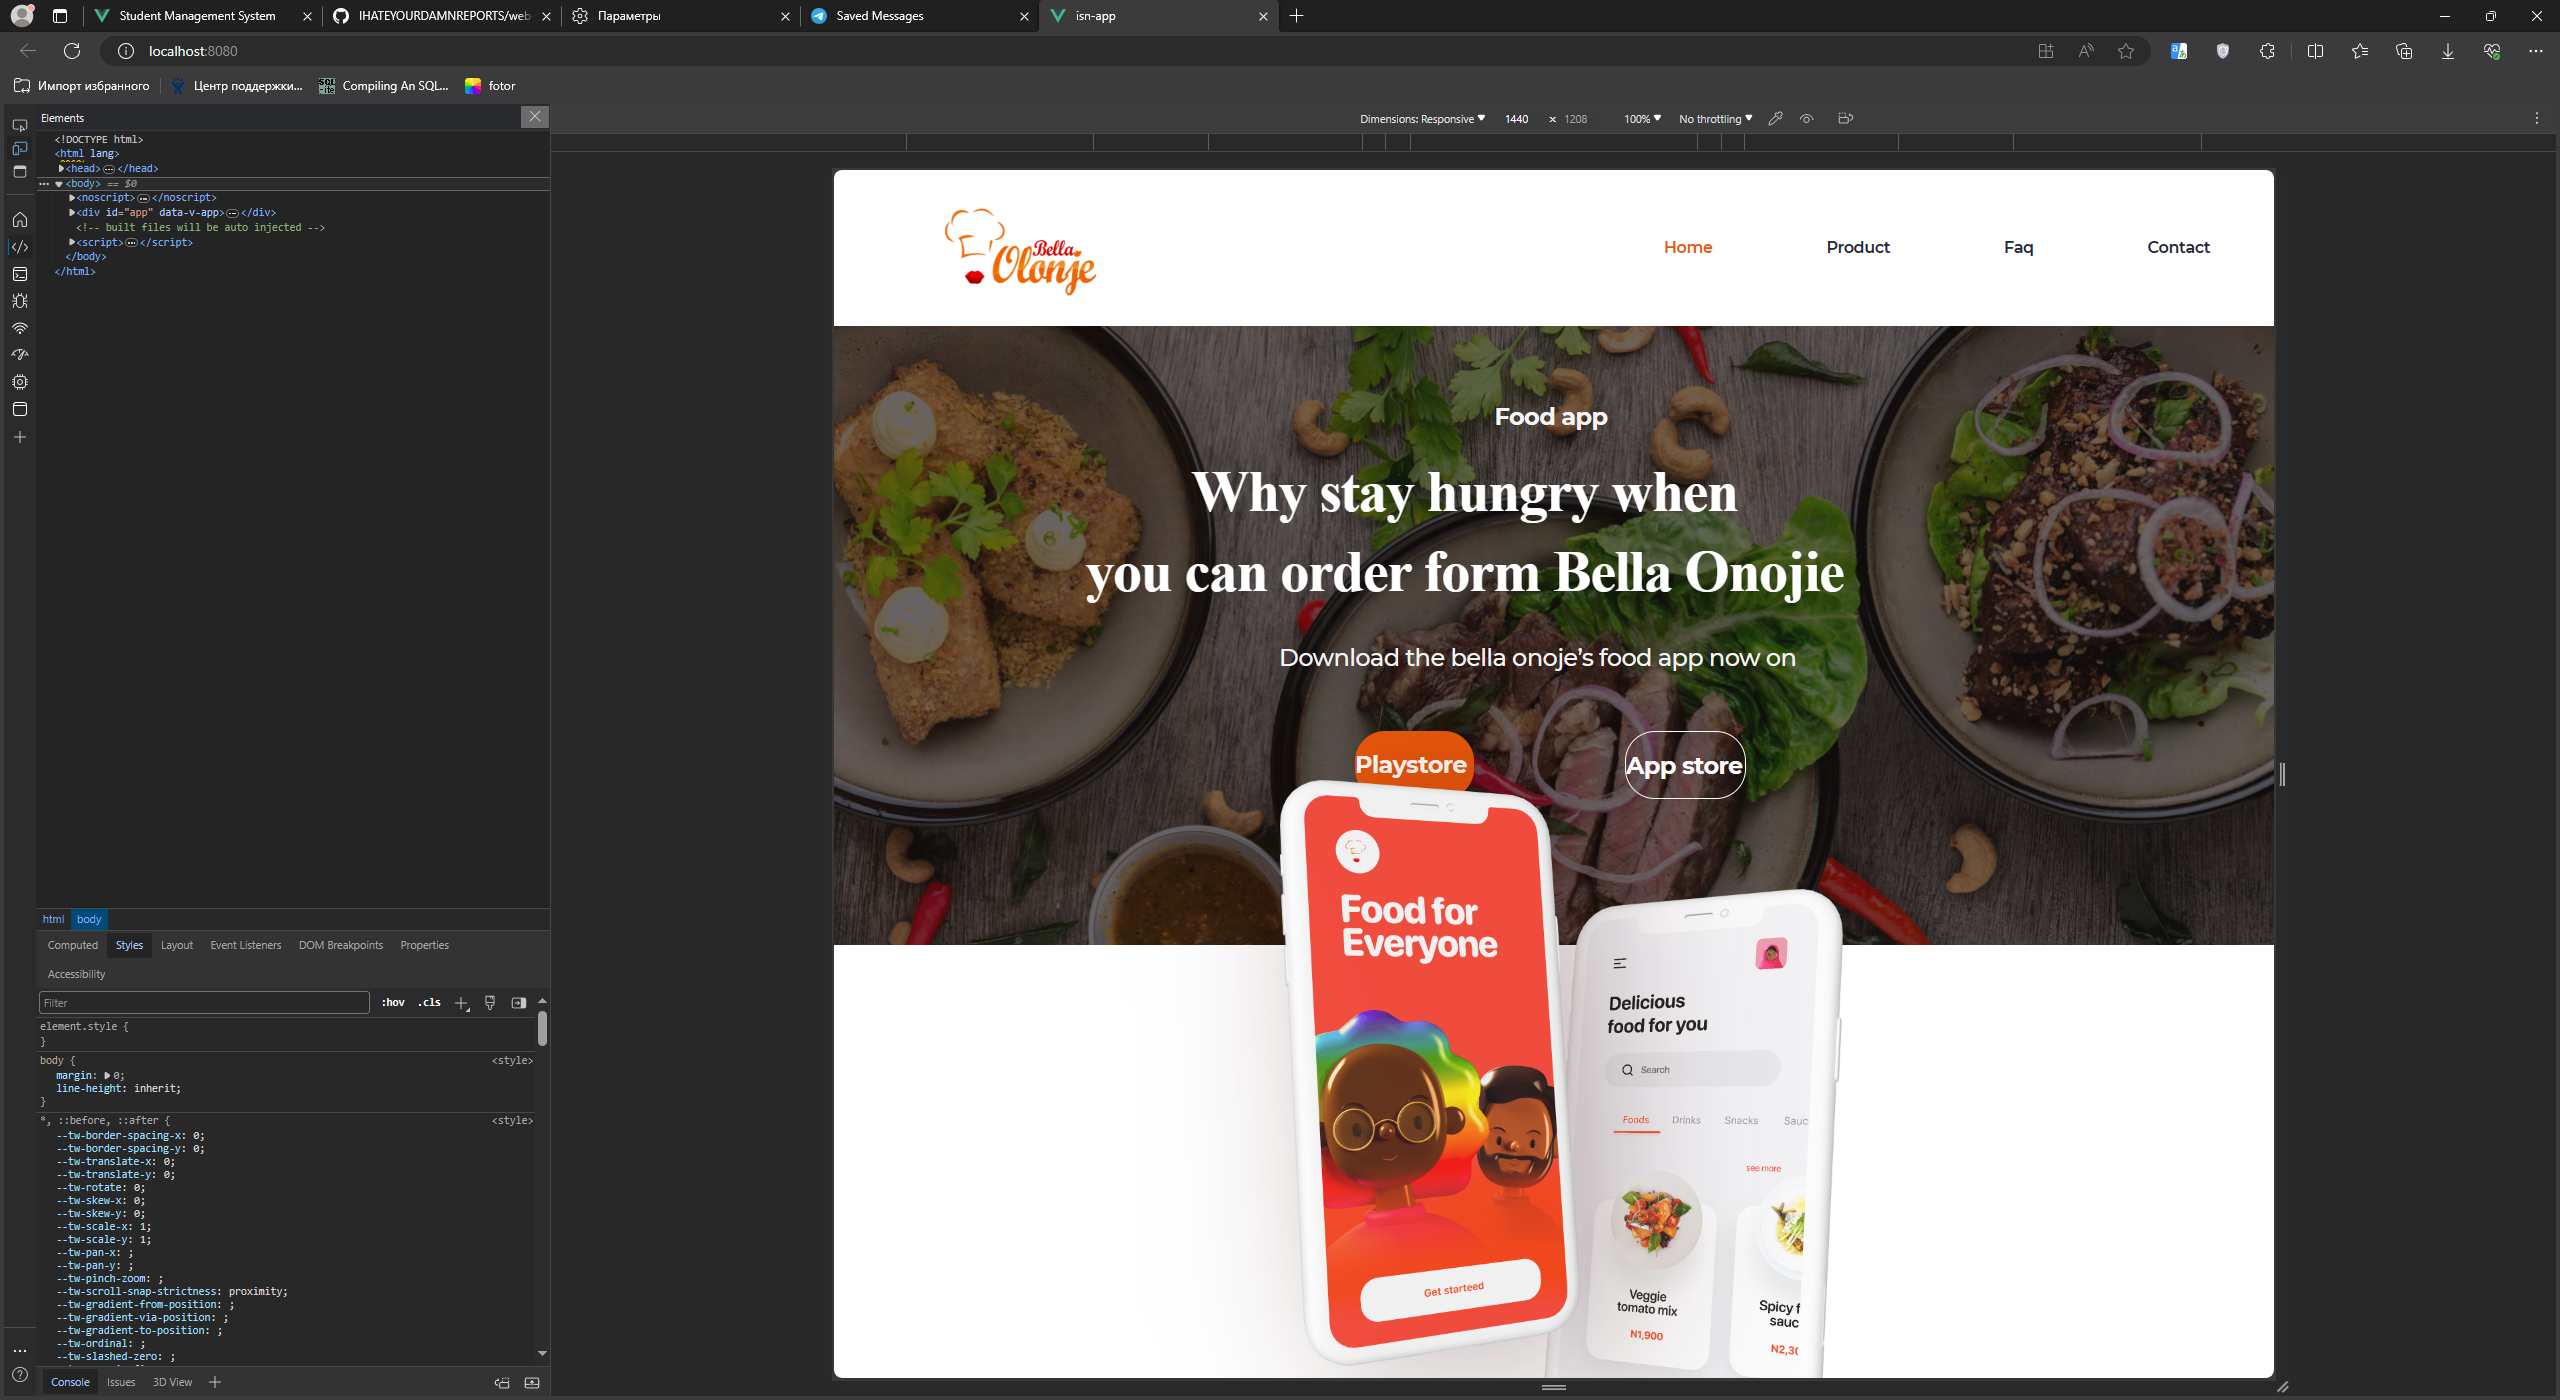 Student Management System
IHATEYOURDAMNREPORTS/web
Параметры
Saved Messages
isn-app
localhost:8080
Импорт избранного
Центр поддержки...
Compiling An SQL...
fotor
Elements
<!DOCTYPE html>
<html lang>
<head> </head>
<body> == $0
<noscript> </noscript>
<div id="app" data-v-app> </div>
<!-- built files will be auto injected -->
<script> </script>
</body>
</html>
html body
Computed Styles Layout Event Listeners DOM Breakpoints Properties
Accessibility
Filter :hov .cls
element.style {
}
body { <style>
margin: 0;
line-height: inherit;
}
*, ::before, ::after { <style>
--tw-border-spacing-x: 0;
--tw-border-spacing-y: 0;
--tw-translate-x: 0;
--tw-translate-y: 0;
--tw-rotate: 0;
--tw-skew-x: 0;
--tw-skew-y: 0;
--tw-scale-x: 1;
--tw-scale-y: 1;
--tw-pan-x: ;
--tw-pan-y: ;
--tw-pinch-zoom: ;
--tw-scroll-snap-strictness: proximity;
--tw-gradient-from-position: ;
--tw-gradient-via-position: ;
--tw-gradient-to-position: ;
--tw-ordinal: ;
--tw-slashed-zero: ;
Console Issues 3D View
Dimensions: Responsive 1440 × 1208 100% No throttling
Bella
Olonje
Home Product Faq Contact
Food app
Why stay hungry when
you can order form Bella Onojie
Download the bella onoje’s food app now on
Playstore App store
Food for
Everyone
Get starteed
Delicious
food for you
Search
Foods Drinks Snacks Sauc
see more
Veggie
tomato mix
N1,900
Spicy f
sauc
N2,3